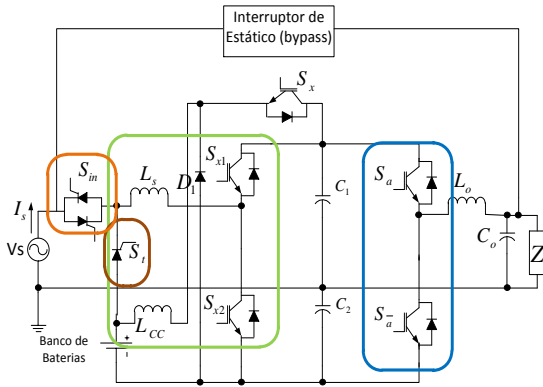 Interruptor de
Estático (bypass)
S_x
S_in
L_s
D_1
S_x1
C_1
S_a
L_o
I_s
Vs
S_t
C_o
Z
L_CC
S_x2
C_2
S_a̅
Banco de
Baterias
+
-